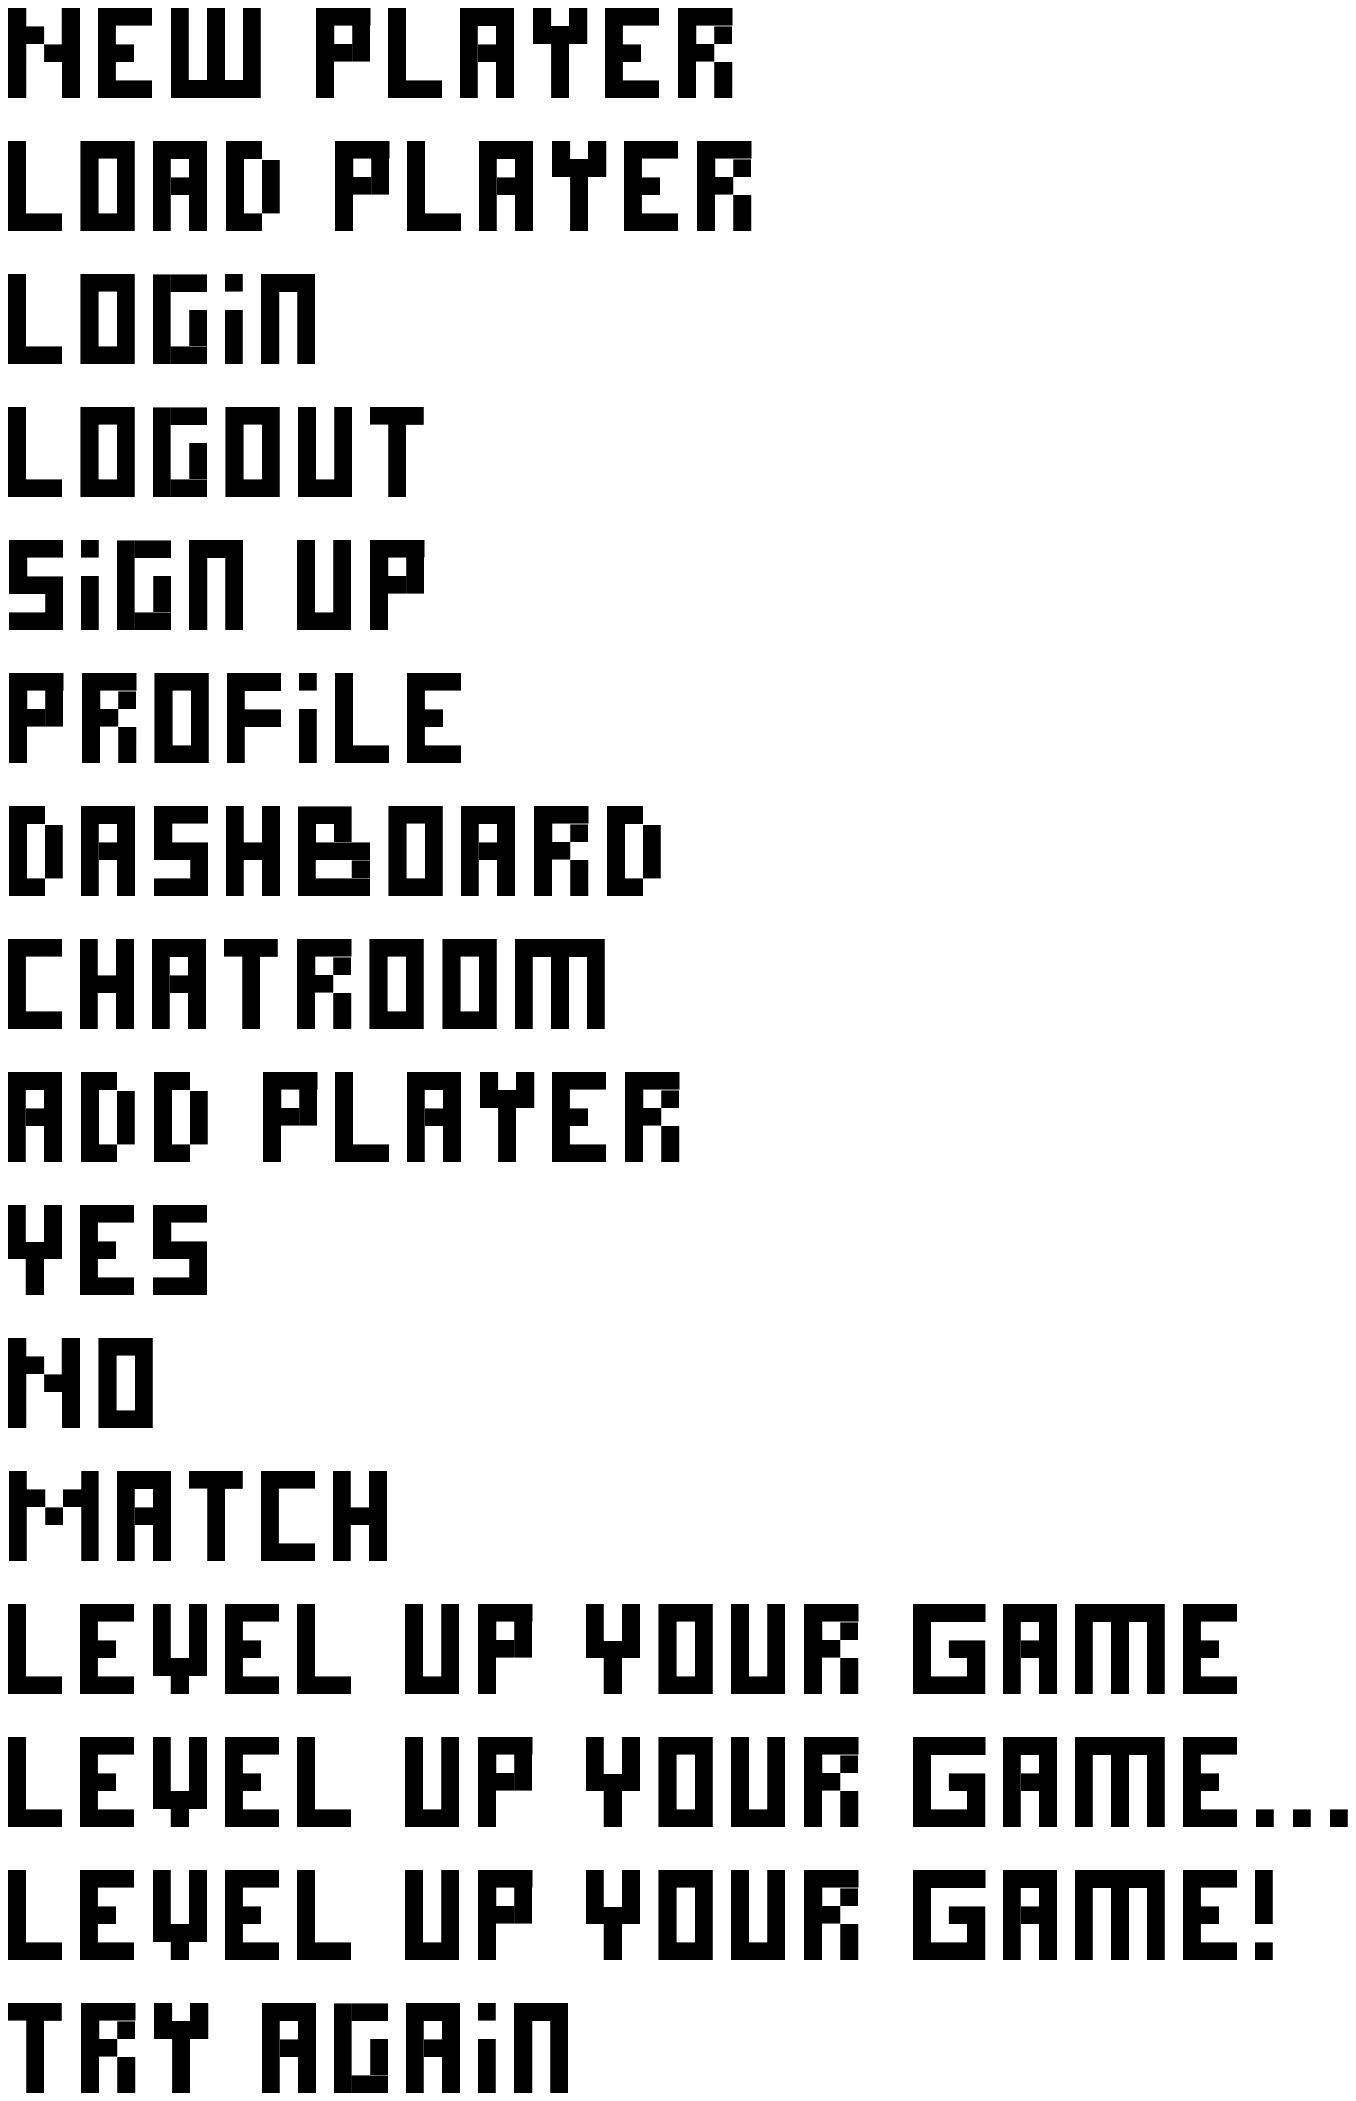 NEW PLAYER
LOAD PLAYER
LOGiN
LOGOUT
SiGN UP
PROFiLE
DASHBOARD
CHATROOM
ADD PLAYER
YES
NO
MATCH
LEVEL UP YOUR GAME
LEVEL UP YOUR GAME...
LEVEL UP YOUR GAME!
TRY AGAiN